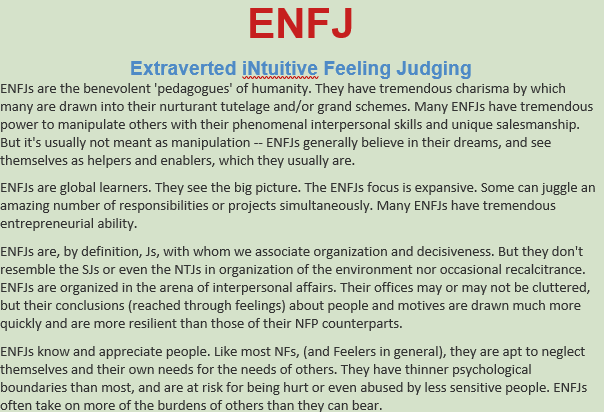 ENFJ
Extraverted iNtuitive Feeling Judging
ENFJs are the benevolent 'pedagogues' of humanity. They have tremendous charisma by which
many are drawn into their nurturant tutelage and/or grand schemes. Many ENFJs have tremendous
power to manipulate others with their phenomenal interpersonal skills and unique salesmanship.
But it's usually not meant as manipulation -- ENFJs generally believe in their dreams, and see
themselves as helpers and enablers, which they usually are.
ENFJs are global learners. They see the big picture. The ENFJs focus is expansive. Some can juggle an
amazing number of responsibilities or projects simultaneously. Many ENFJs have tremendous
entrepreneurial ability.
ENFJs are, by definition, Js, with whom we associate organization and decisiveness. But they don't
resemble the SJs or even the NTJs in organization of the environment nor occasional recalcitrance.
ENFJs are organized in the arena of interpersonal affairs. Their offices may or may not be cluttered,
but their conclusions (reached through feelings) about people and motives are drawn much more
quickly and are more resilient than those of their NFP counterparts.
ENFJs know and appreciate people. Like most NFs, (and Feelers in general), they are apt to neglect
themselves and their own needs for the needs of others. They have thinner psychological
boundaries than most, and are at risk for being hurt or even abused by less sensitive people. ENFJs
often take on more of the burdens of others than they can bear.